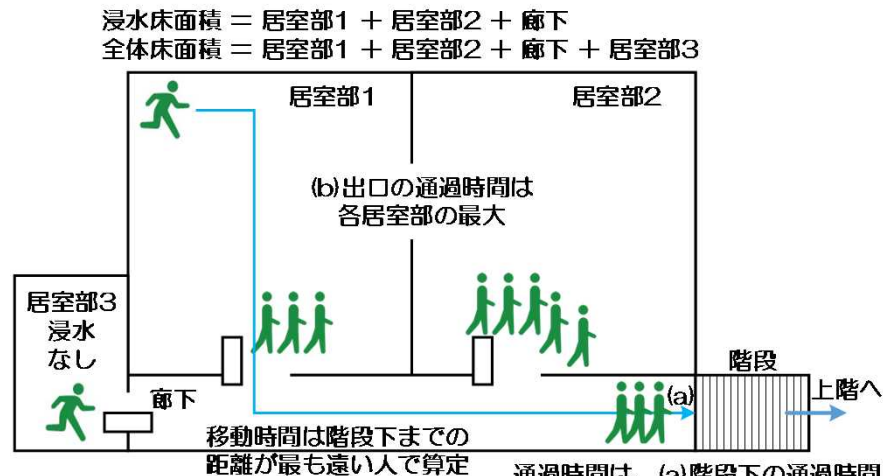 浸水床面積 = 居室部1 + 居室部2 + 廊下
全体床面積 = 居室部1 + 居室部2 + 廊下 + 居室部3
居室部1
居室部2
(b)出口の通過時間は
各居室部の最大
居室部3
浸水
なし
廊下
(a)
階段
上階へ
移動時間は階段下までの
距離が最も遠い人で算定
通過時間は、(a)階段下の通過時間